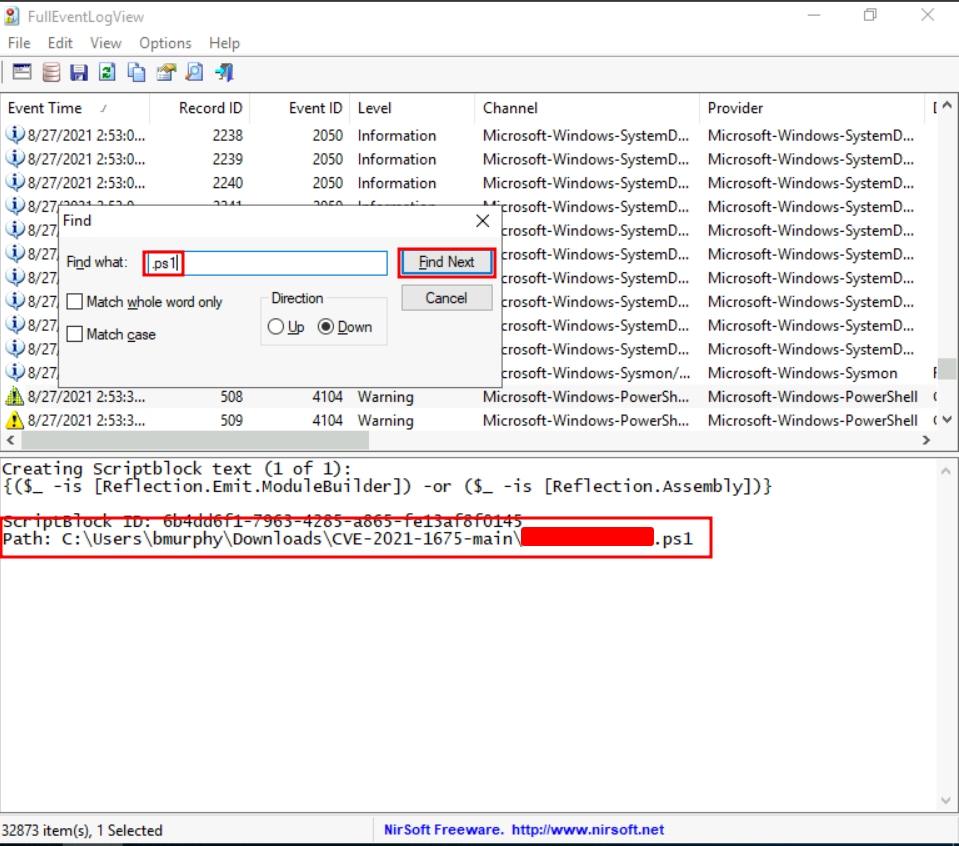 FullEventLogView
File Edit View Options Help
Event Time Record ID Event ID Level Channel Provider
8/27/2021 2:53:0... 2238 2050 Information Microsoft-Windows-SystemD... Microsoft-Windows-SystemD...
8/27/2021 2:53:0... 2239 2050 Information Microsoft-Windows-SystemD... Microsoft-Windows-SystemD...
8/27/2021 2:53:0... 2240 2050 Information Microsoft-Windows-SystemD... Microsoft-Windows-SystemD...
8/27/2021 2:53:0... 2241 2050 Information Microsoft-Windows-SystemD... Microsoft-Windows-SystemD...
Find
8/27 crosoft-Windows-SystemD... Microsoft-Windows-SystemD...
8/27 Find what: .ps1 Find Next crosoft-Windows-SystemD... Microsoft-Windows-SystemD...
8/27 crosoft-Windows-SystemD... Microsoft-Windows-SystemD...
8/27 Match whole word only Direction Cancel crosoft-Windows-SystemD... Microsoft-Windows-SystemD...
8/27 Match case Up Down crosoft-Windows-SystemD... Microsoft-Windows-SystemD...
8/27 crosoft-Windows-SystemD... Microsoft-Windows-SystemD...
8/27 crosoft-Windows-Sysmon/... Microsoft-Windows-Sysmon
8/27/2021 2:53:3... 508 4104 Warning Microsoft-Windows-PowerSh... Microsoft-Windows-PowerShell
8/27/2021 2:53:3... 509 4104 Warning Microsoft-Windows-PowerSh... Microsoft-Windows-PowerShell
Creating Scriptblock text (1 of 1):
{($_ -is [Reflection.Emit.ModuleBuilder]) -or ($_ -is [Reflection.Assembly])}
ScriptBlock ID: 6b4dd6f1-7963-4285-a865-fe13af8f0145
Path: C:\Users\bmurphy\Downloads\CVE-2021-1675-main\ .ps1
32873 item(s), 1 Selected NirSoft Freeware. http://www.nirsoft.net